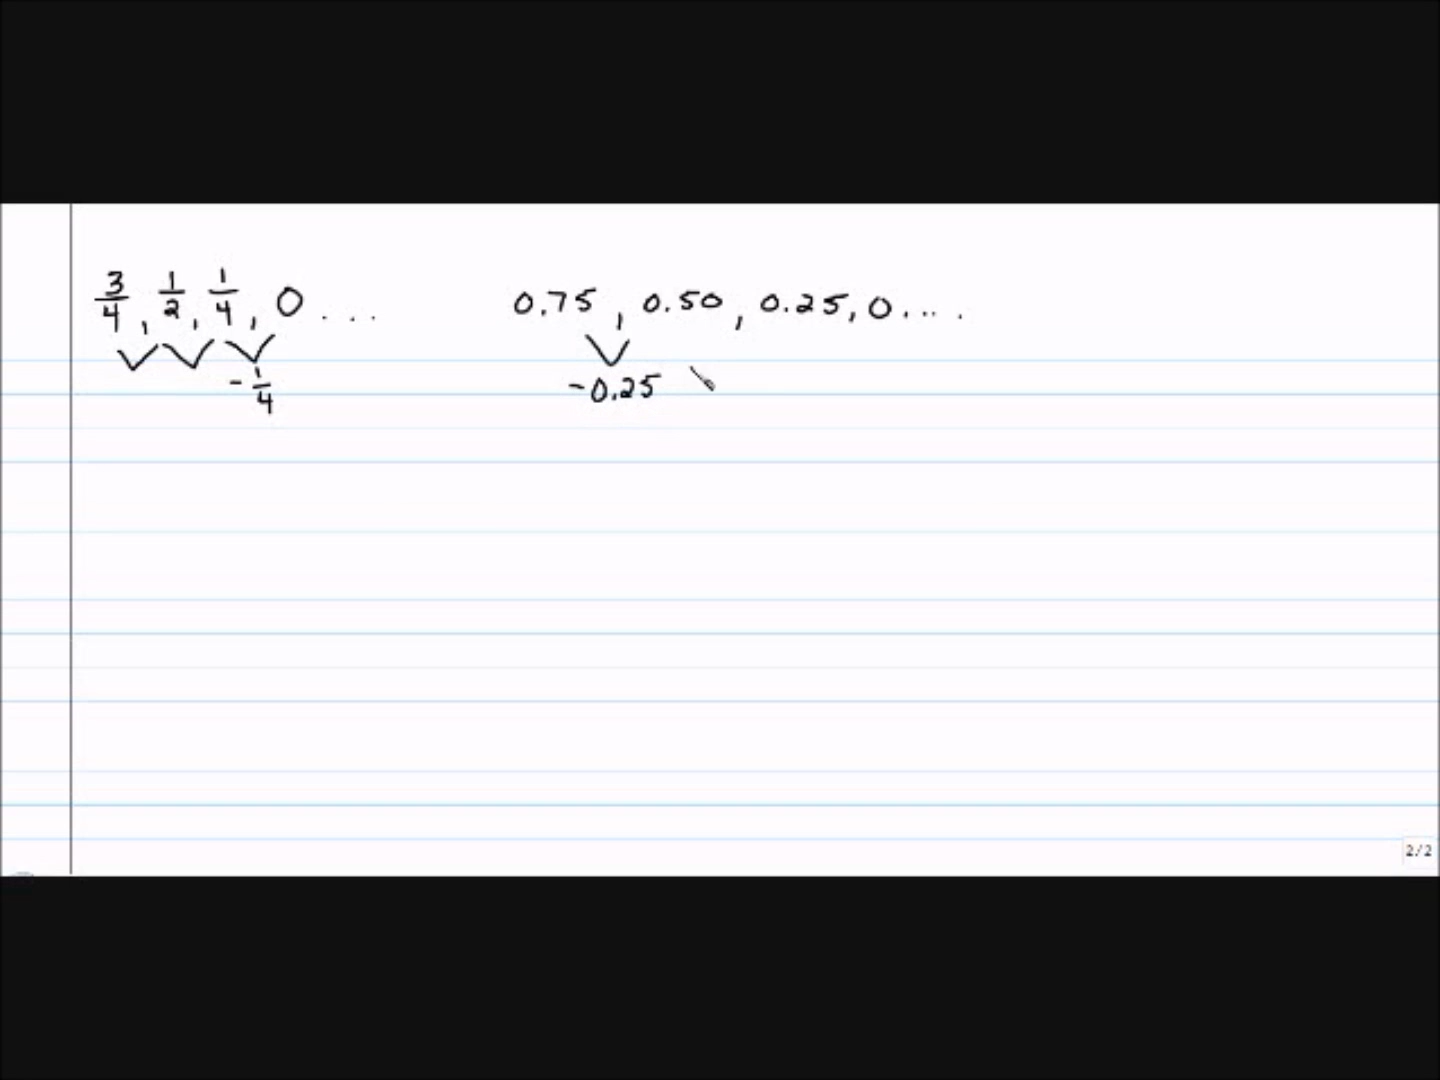 3/4, 1/2, 1/4, 0 ... 0.75, 0.50, 0.25, 0....
-1/4 -0.25
2/2